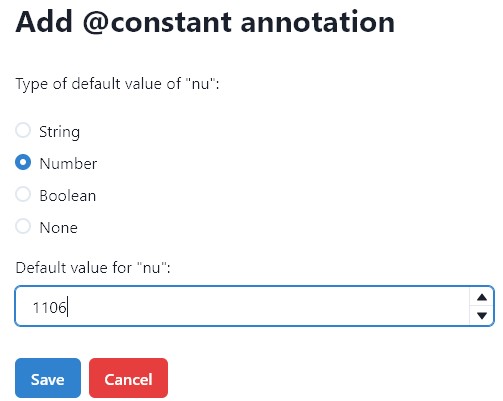 Add @constant annotation
Type of default value of "nu":
String
Number
Boolean
None
Default value for "nu":
1106
Save
Cancel